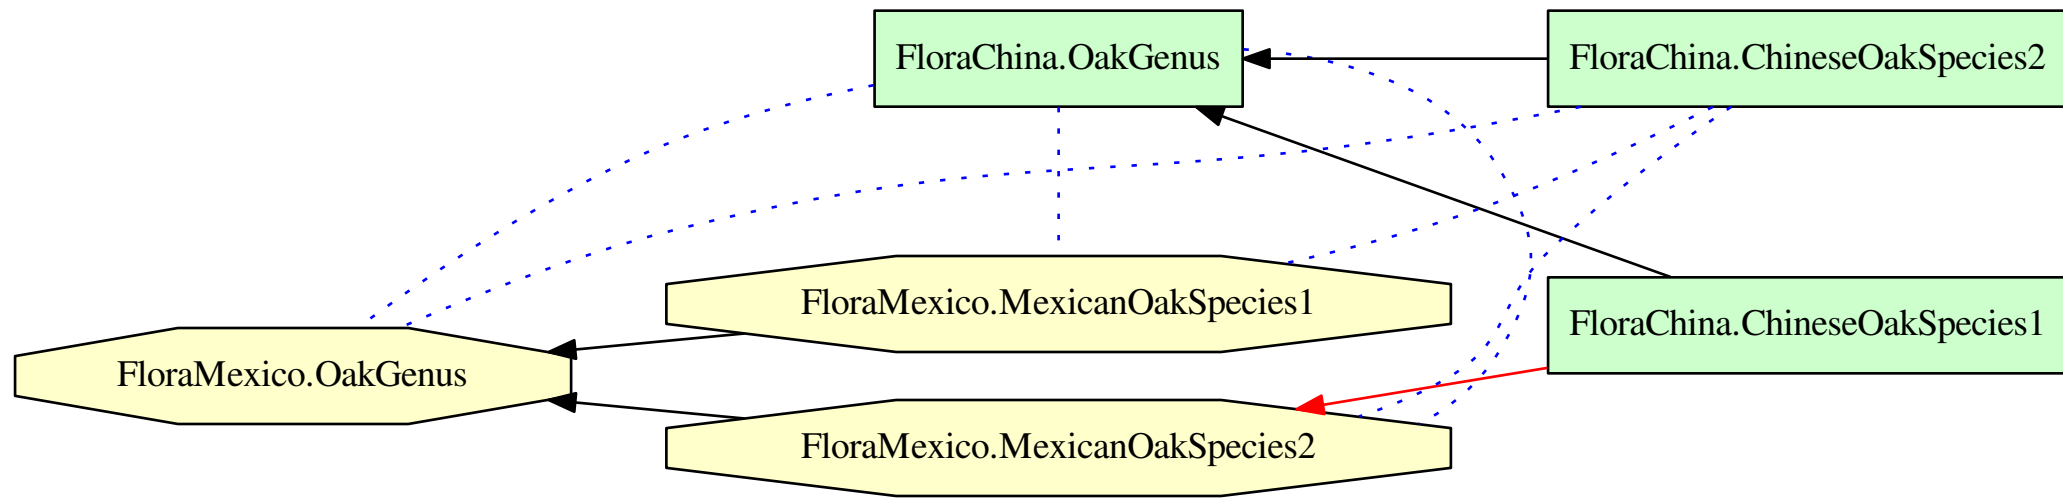 FloraChina.OakGenus
FloraChina.ChineseOakSpecies2
FloraMexico.MexicanOakSpecies1
FloraChina.ChineseOakSpecies1
FloraMexico.OakGenus
FloraMexico.MexicanOakSpecies2